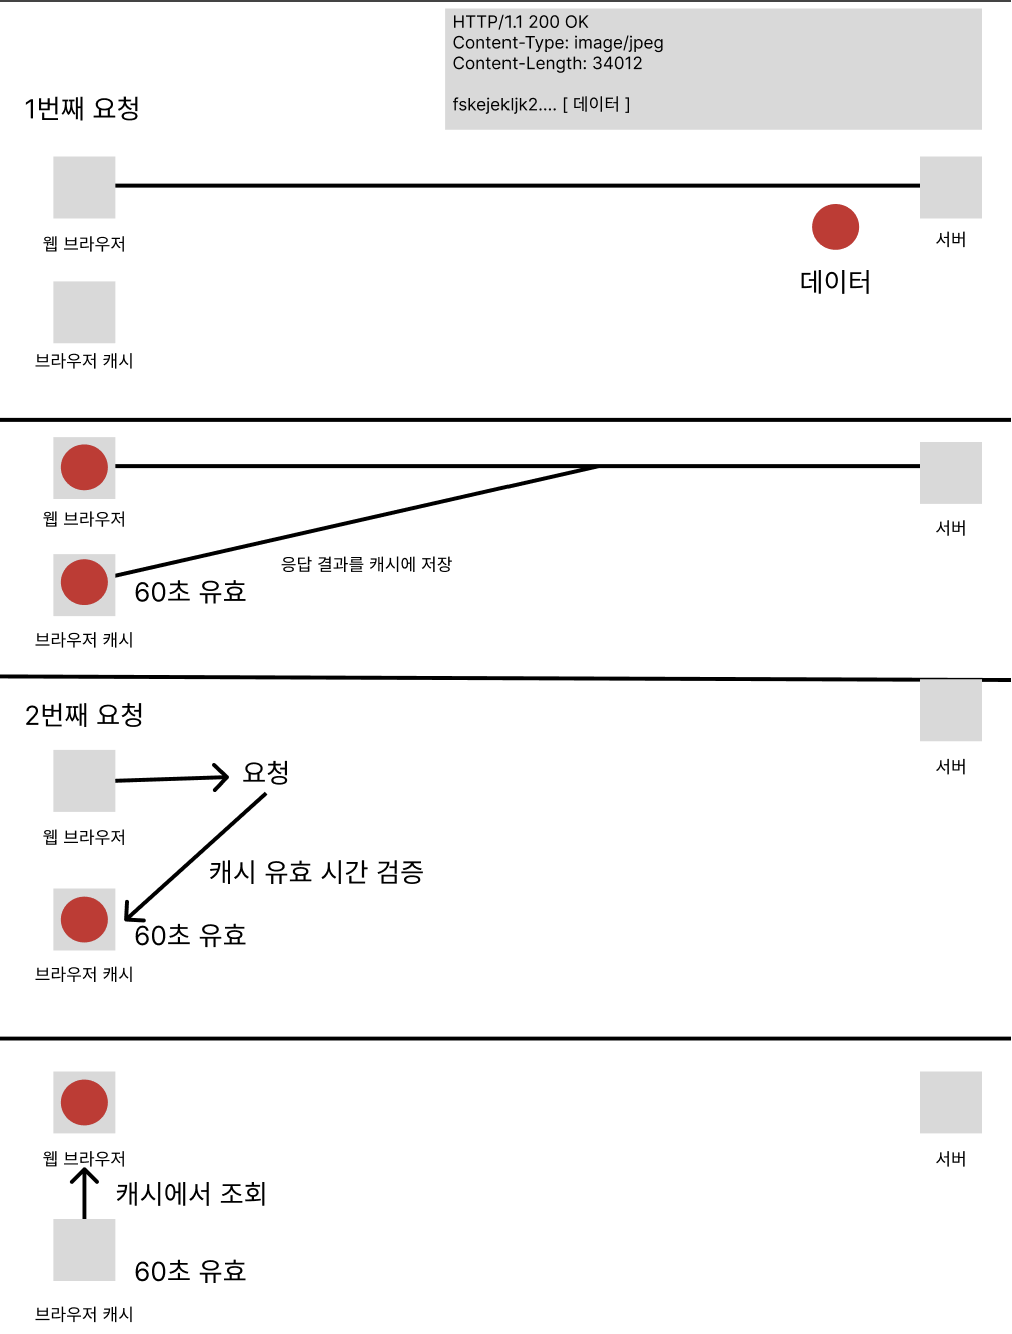 HTTP/1.1 200 OK
Content-Type: image/jpeg
Content-Length: 34012
fskejekljk2.... [ 데이터 ]
1번째 요청
웹 브라우저
서버
데이터
브라우저 캐시
웹 브라우저
서버
응답 결과를 캐시에 저장
60초 유효
브라우저 캐시
2번째 요청
서버
요청
웹 브라우저
캐시 유효 시간 검증
60초 유효
브라우저 캐시
웹 브라우저
서버
캐시에서 조회
60초 유효
브라우저 캐시